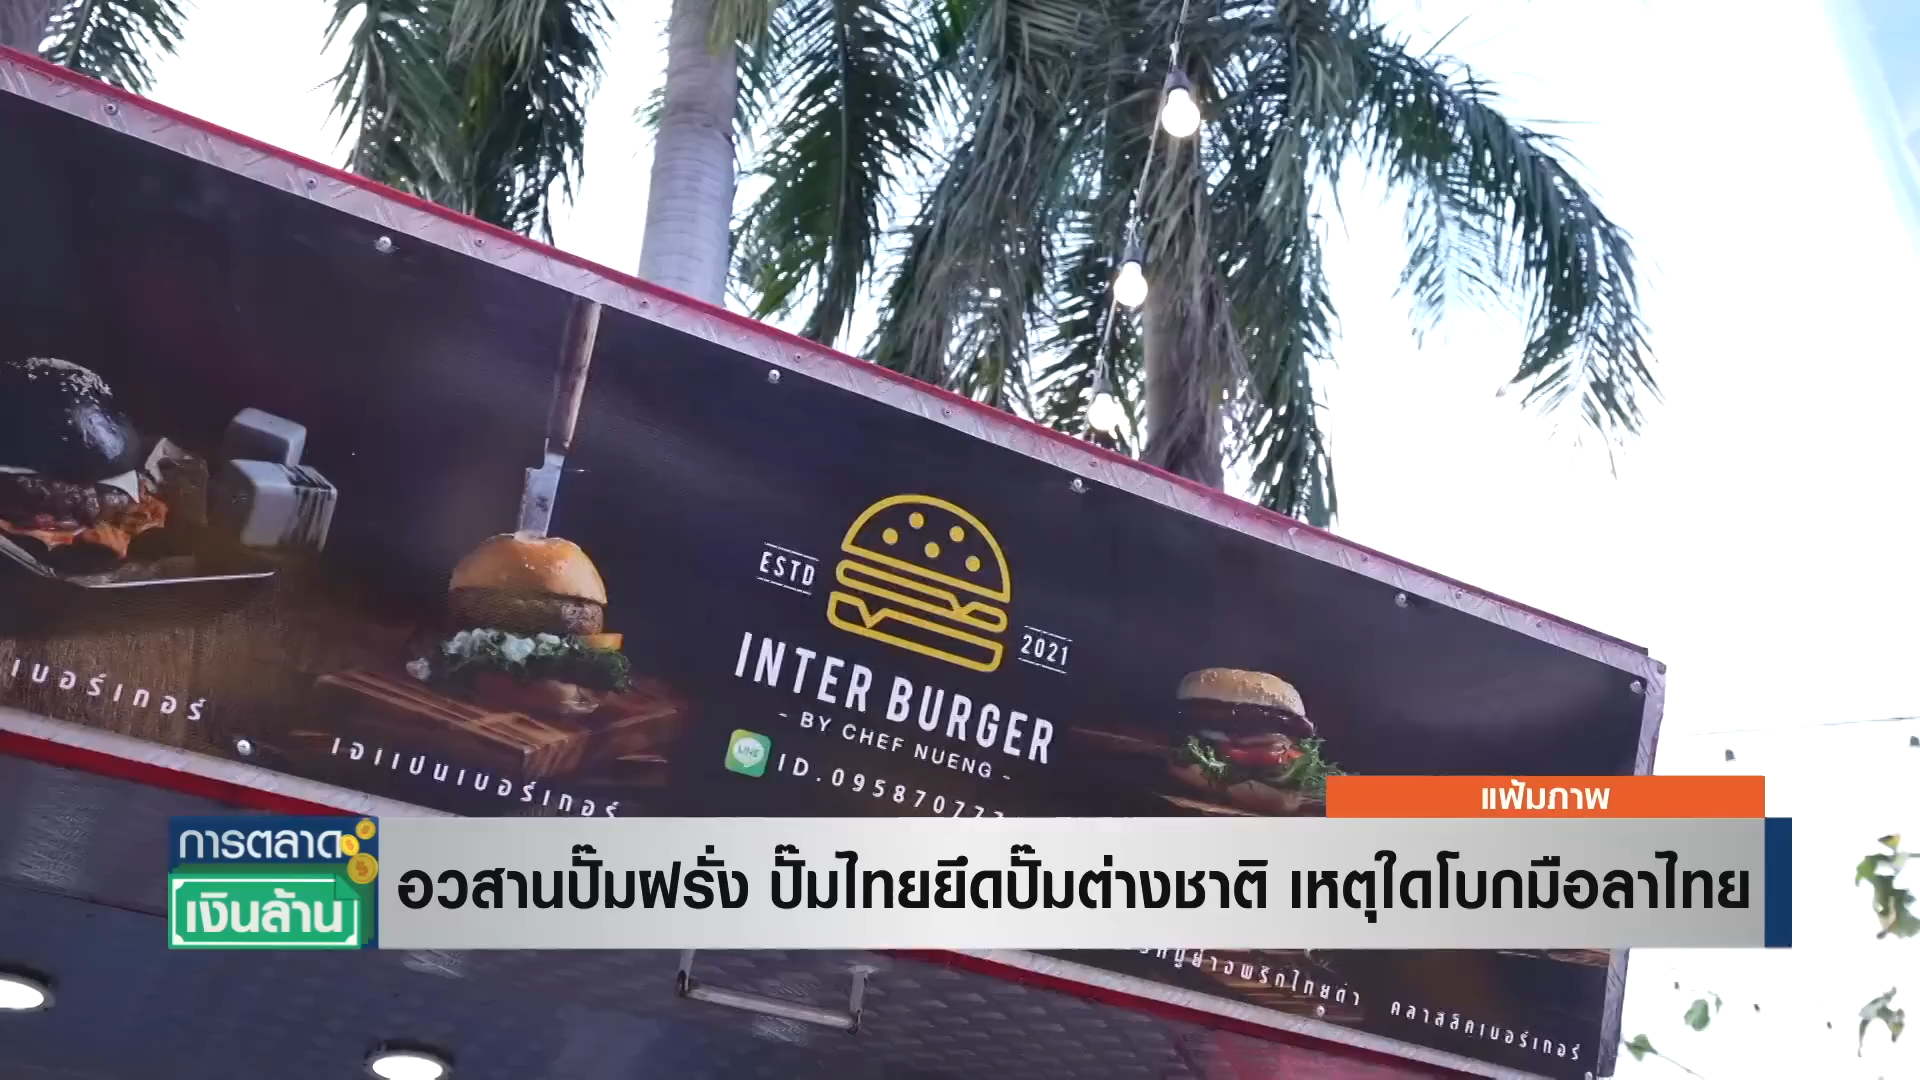 ESTD
2021
INTER BURGER
- BY CHEF NUENG -
LINE
ID.095870777
เบอร์เกอร์
เจแปนเบอร์เกอร์
แฟ้มภาพ
การตลาด
เงินล้าน
อวสานปั๊มฝรั่ง ปั๊มไทยยึดปั๊มต่างชาติ เหตุใดโบกมือลาไทย
คลาสสิคเบอร์เกอร์